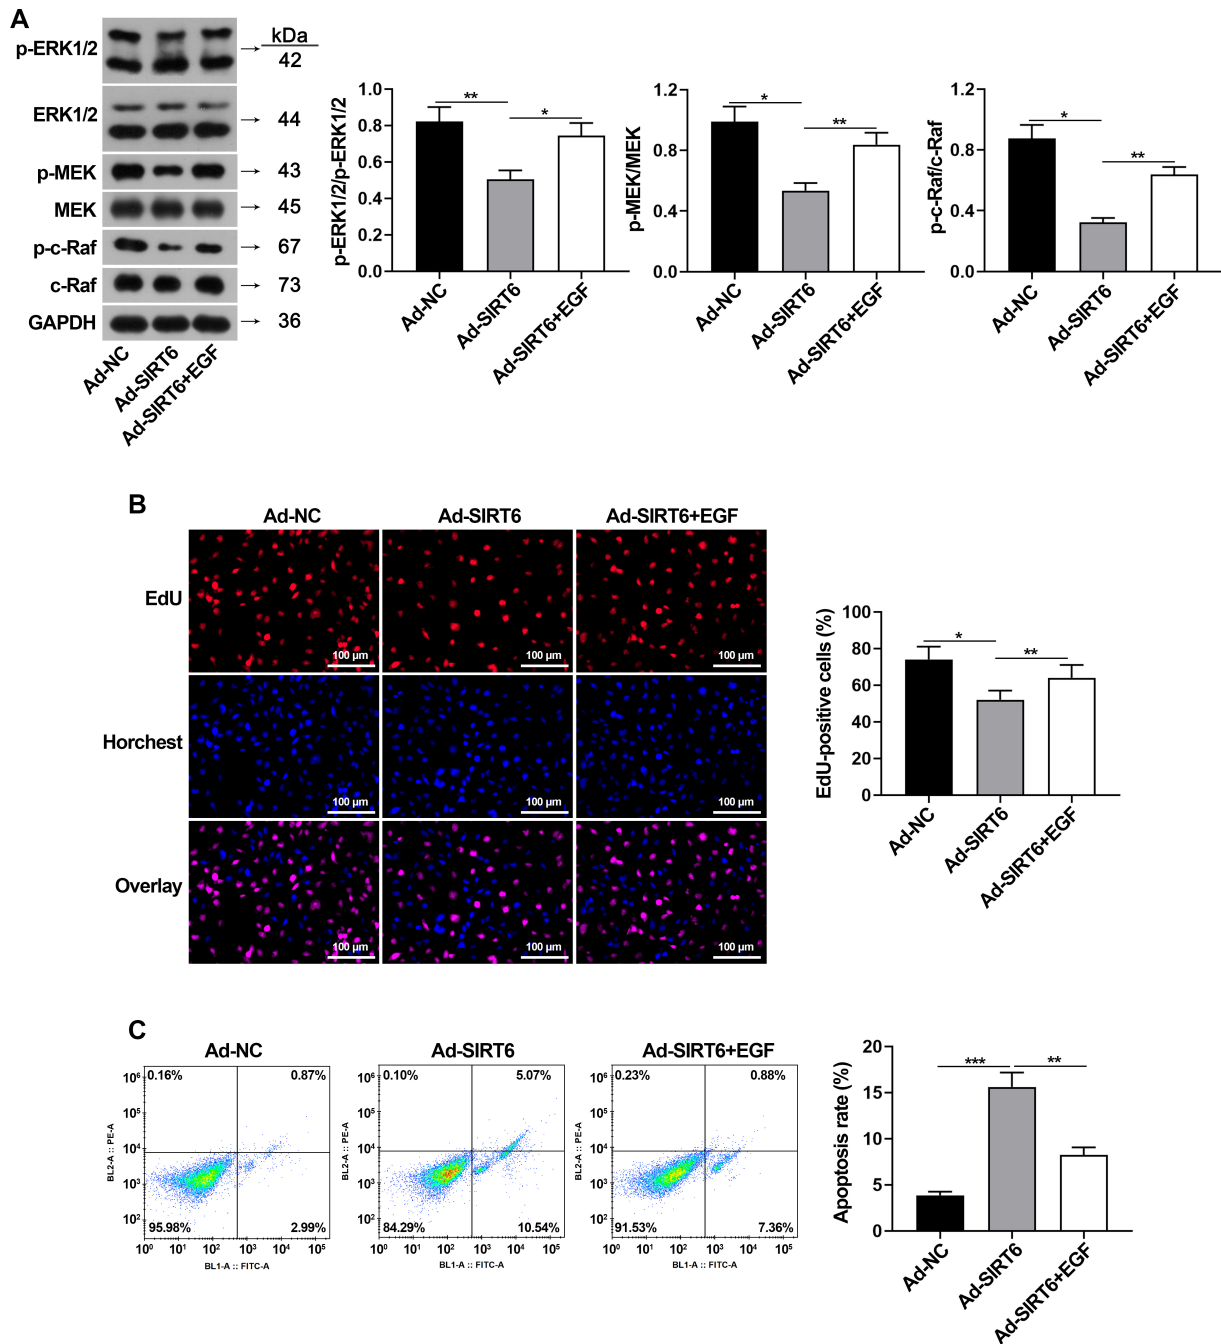 A
kDa
p-ERK1/2 → 42
ERK1/2 → 44
p-MEK → 43
MEK → 45
p-c-Raf → 67
c-Raf → 73
GAPDH → 36
Ad-NC
Ad-SIRT6
Ad-SIRT6+EGF
p-ERK1/2/p-ERK1/2
1.0
0.8
0.6
0.4
0.2
0.0
**
*
Ad-NC
Ad-SIRT6
Ad-SIRT6+EGF
p-MEK/MEK
1.2
0.8
0.4
0.0
*
**
Ad-NC
Ad-SIRT6
Ad-SIRT6+EGF
p-c-Raf/c-Raf
1.2
0.8
0.4
0.0
*
**
Ad-NC
Ad-SIRT6
Ad-SIRT6+EGF
B
Ad-NC Ad-SIRT6 Ad-SIRT6+EGF
EdU
100 μm 100 μm 100 μm
Horchest
100 μm 100 μm 100 μm
Overlay
100 μm 100 μm 100 μm
EdU-positive cells (%)
100
80
60
40
20
0
*
**
Ad-NC
Ad-SIRT6
Ad-SIRT6+EGF
C
Ad-NC
0.16% 0.87%
95.98% 2.99%
BL2-A :: PE-A
10⁶
10⁵
10⁴
10³
10²
10⁰ 10¹ 10² 10³ 10⁴ 10⁵
BL1-A :: FITC-A
Ad-SIRT6
0.10% 5.07%
84.29% 10.54%
BL2-A :: PE-A
10⁶
10⁵
10⁴
10³
10²
10⁰ 10¹ 10² 10³ 10⁴ 10⁵
BL1-A :: FITC-A
Ad-SIRT6+EGF
0.23% 0.88%
91.53% 7.36%
BL2-A :: PE-A
10⁶
10⁵
10⁴
10³
10²
10⁰ 10¹ 10² 10³ 10⁴ 10⁵
BL1-A :: FITC-A
Apoptosis rate (%)
20
15
10
5
0
***
**
Ad-NC
Ad-SIRT6
Ad-SIRT6+EGF